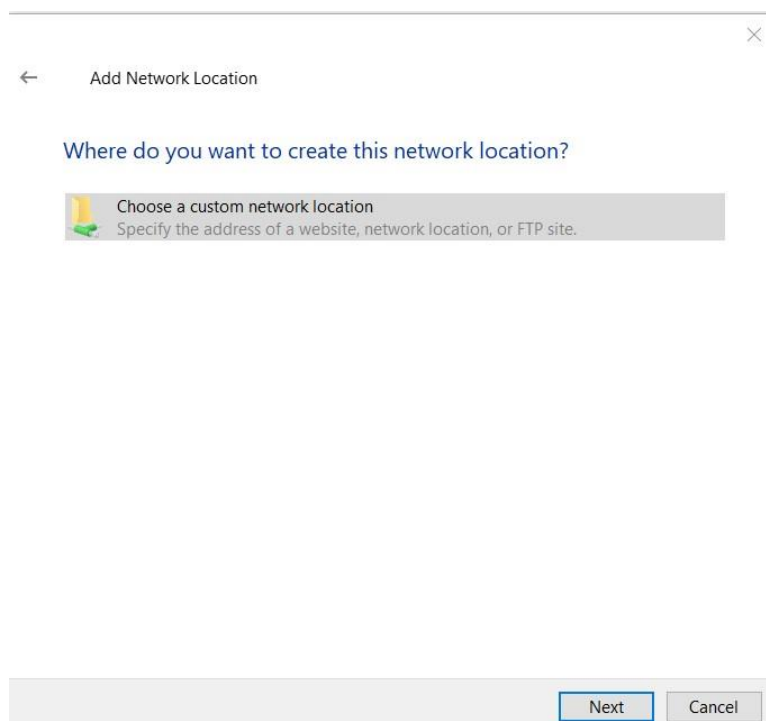 Add Network Location
Where do you want to create this network location?
Choose a custom network location
Specify the address of a website, network location, or FTP site.
Next Cancel